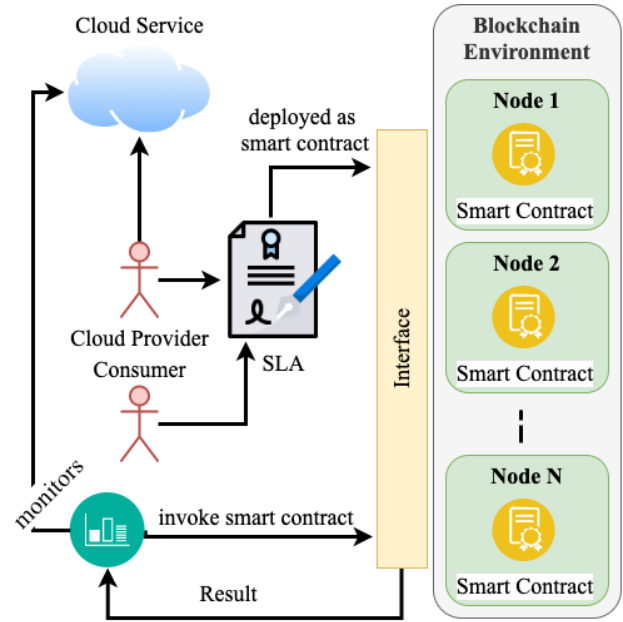 Cloud Service
Blockchain
Environment
deployed as
smart contract
Node 1
Smart Contract
Node 2
Smart Contract
Cloud Provider
Consumer
SLA
Interface
Node N
Smart Contract
monitors
invoke smart contract
Result